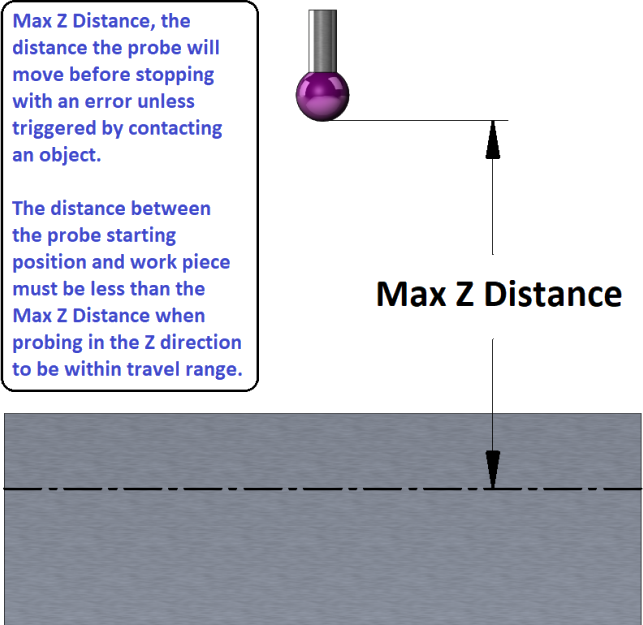 Max Z Distance, the
distance the probe will
move before stopping
with an error unless
triggered by contacting
an object.
The distance between
the probe starting
position and work piece
must be less than the
Max Z Distance when
probing in the Z direction
to be within travel range.
Max Z Distance